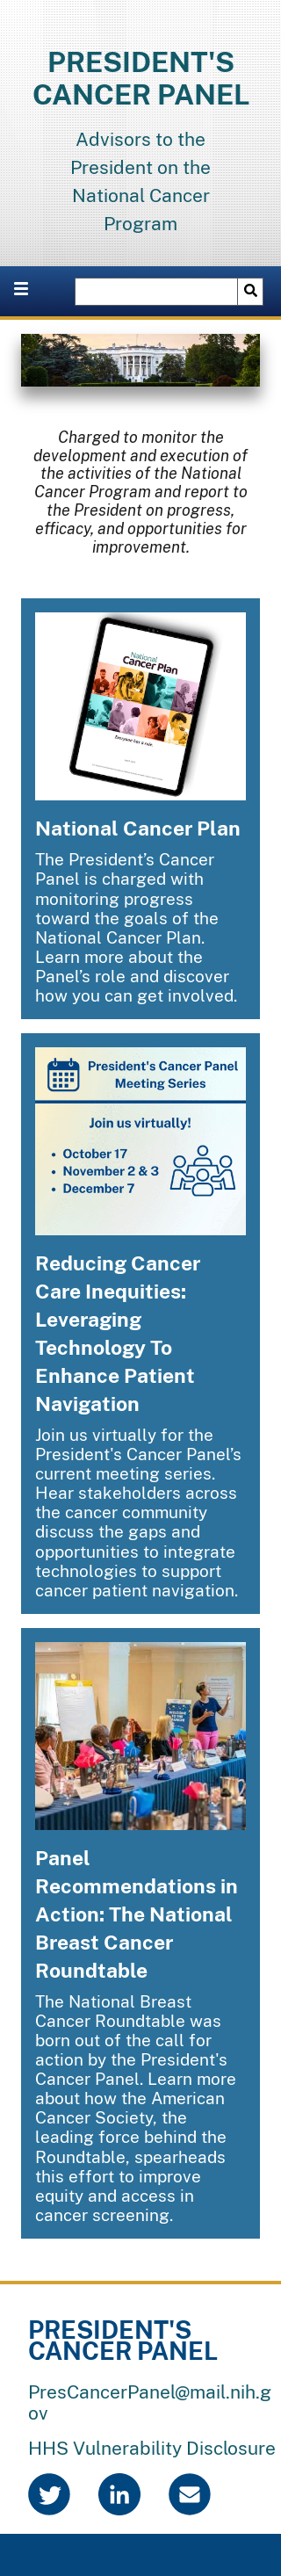 PRESIDENT'S
CANCER PANEL
Advisors to the
President on the
National Cancer
Program
Charged to monitor the
development and execution of
the activities of the National
Cancer Program and report to
the President on progress,
efficacy, and opportunities for
improvement.
National
Cancer Plan
Everyone has a role.
National Cancer Plan
The President’s Cancer
Panel is charged with
monitoring progress
toward the goals of the
National Cancer Plan.
Learn more about the
Panel’s role and discover
how you can get involved.
President's Cancer Panel
Meeting Series
Join us virtually!
• October 17
• November 2 & 3
• December 7
Reducing Cancer
Care Inequities:
Leveraging
Technology To
Enhance Patient
Navigation
Join us virtually for the
President's Cancer Panel’s
current meeting series.
Hear stakeholders across
the cancer community
discuss the gaps and
opportunities to integrate
technologies to support
cancer patient navigation.
Panel
Recommendations in
Action: The National
Breast Cancer
Roundtable
The National Breast
Cancer Roundtable was
born out of the call for
action by the President's
Cancer Panel. Learn more
about how the American
Cancer Society, the
leading force behind the
Roundtable, spearheads
this effort to improve
equity and access in
cancer screening.
PRESIDENT'S
CANCER PANEL
PresCancerPanel@mail.nih.g
ov
HHS Vulnerability Disclosure
in